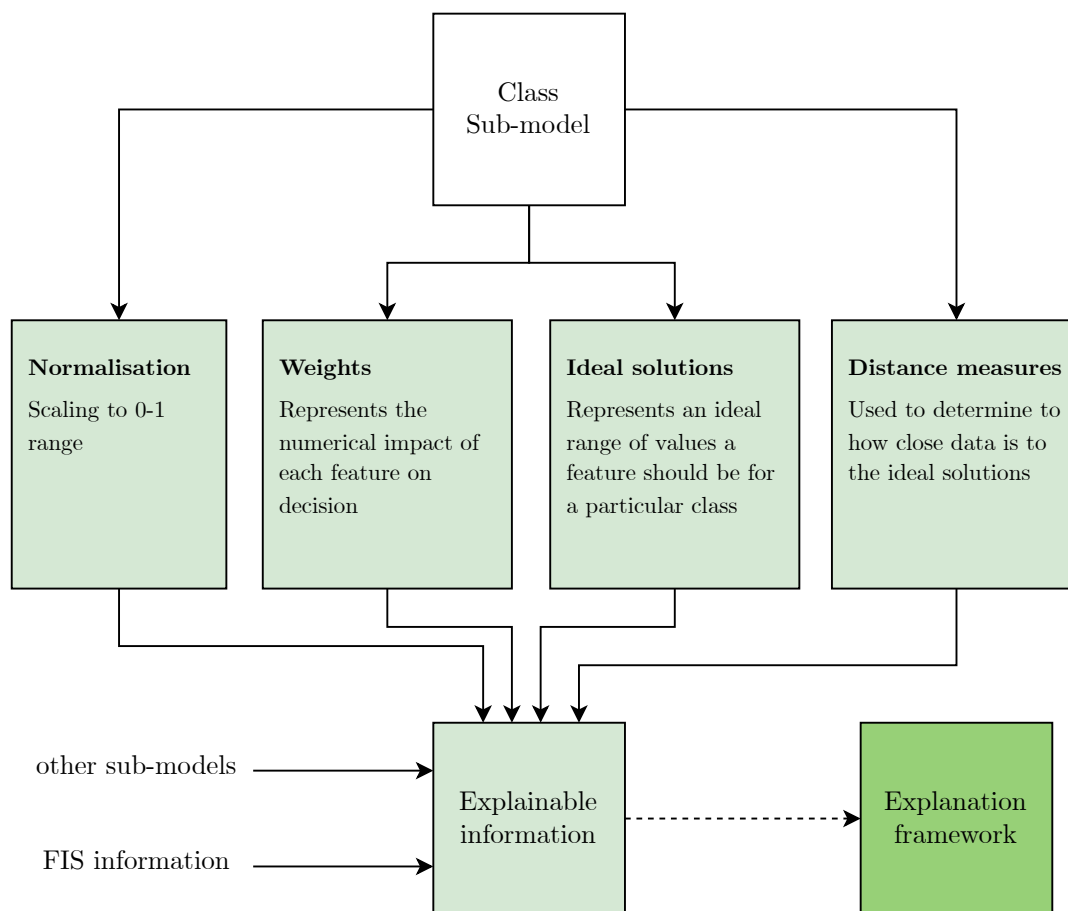 Class
Sub-model
Normalisation
Scaling to 0-1
range
Weights
Represents the
numerical impact of
each feature on
decision
Ideal solutions
Represents an ideal
range of values a
feature should be for
a particular class
Distance measures
Used to determine to
how close data is to
the ideal solutions
other sub-models
FIS information
Explainable
information
Explanation
framework